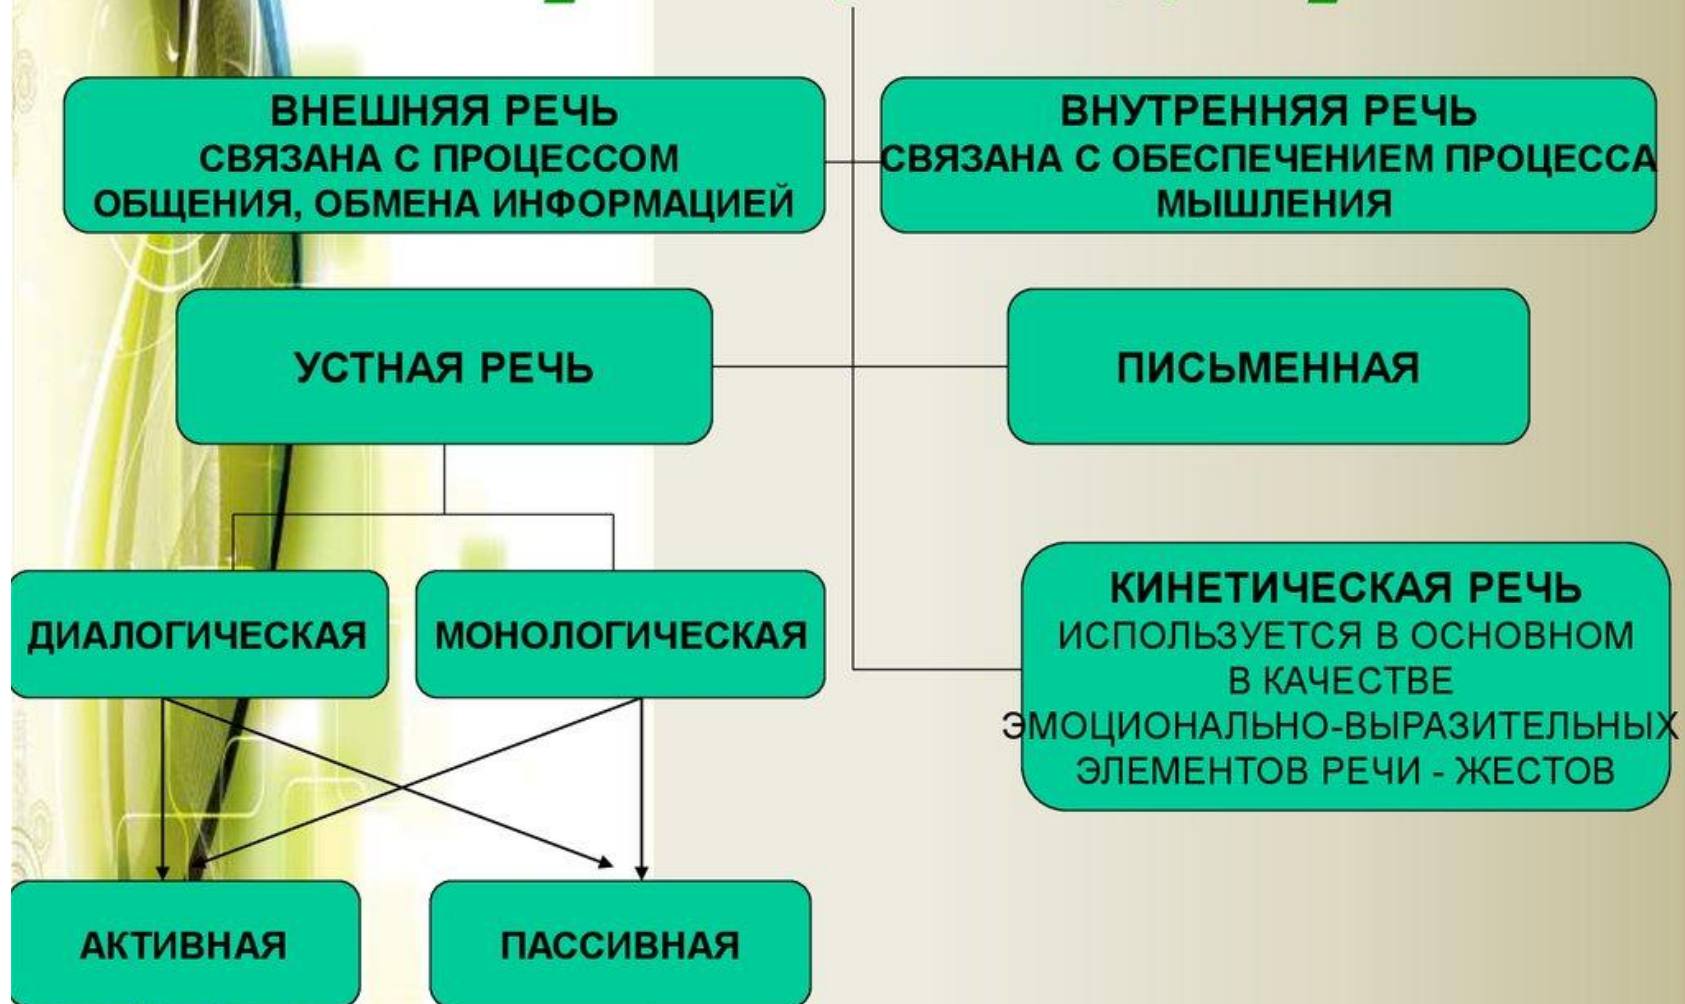 ВНЕШНЯЯ РЕЧЬ
СВЯЗАНА С ПРОЦЕССОМ
ОБЩЕНИЯ, ОБМЕНА ИНФОРМАЦИЕЙ
ВНУТРЕННЯЯ РЕЧЬ
СВЯЗАНА С ОБЕСПЕЧЕНИЕМ ПРОЦЕССА
МЫШЛЕНИЯ
УСТНАЯ РЕЧЬ
ПИСЬМЕННАЯ
ДИАЛОГИЧЕСКАЯ
МОНОЛОГИЧЕСКАЯ
КИНЕТИЧЕСКАЯ РЕЧЬ
ИСПОЛЬЗУЕТСЯ В ОСНОВНОМ
В КАЧЕСТВЕ
ЭМОЦИОНАЛЬНО-ВЫРАЗИТЕЛЬНЫХ
ЭЛЕМЕНТОВ РЕЧИ - ЖЕСТОВ
АКТИВНАЯ
ПАССИВНАЯ